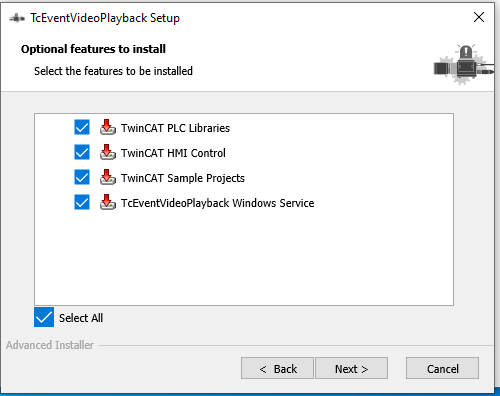 TcEventVideoPlayback Setup
Optional features to install
Select the features to be installed
TwinCAT PLC Libraries
TwinCAT HMI Control
TwinCAT Sample Projects
TcEventVideoPlayback Windows Service
Select All
Advanced Installer
< Back Next > Cancel